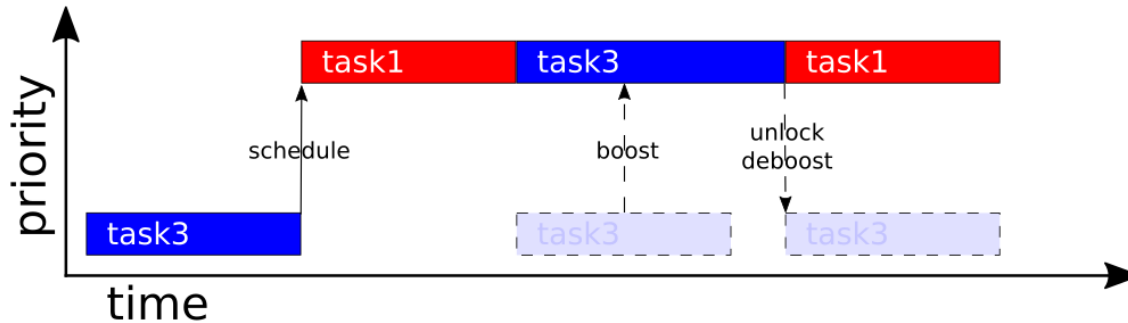 task1
task3
task1
schedule
boost
unlock
deboost
task3
task3
task3
priority
time